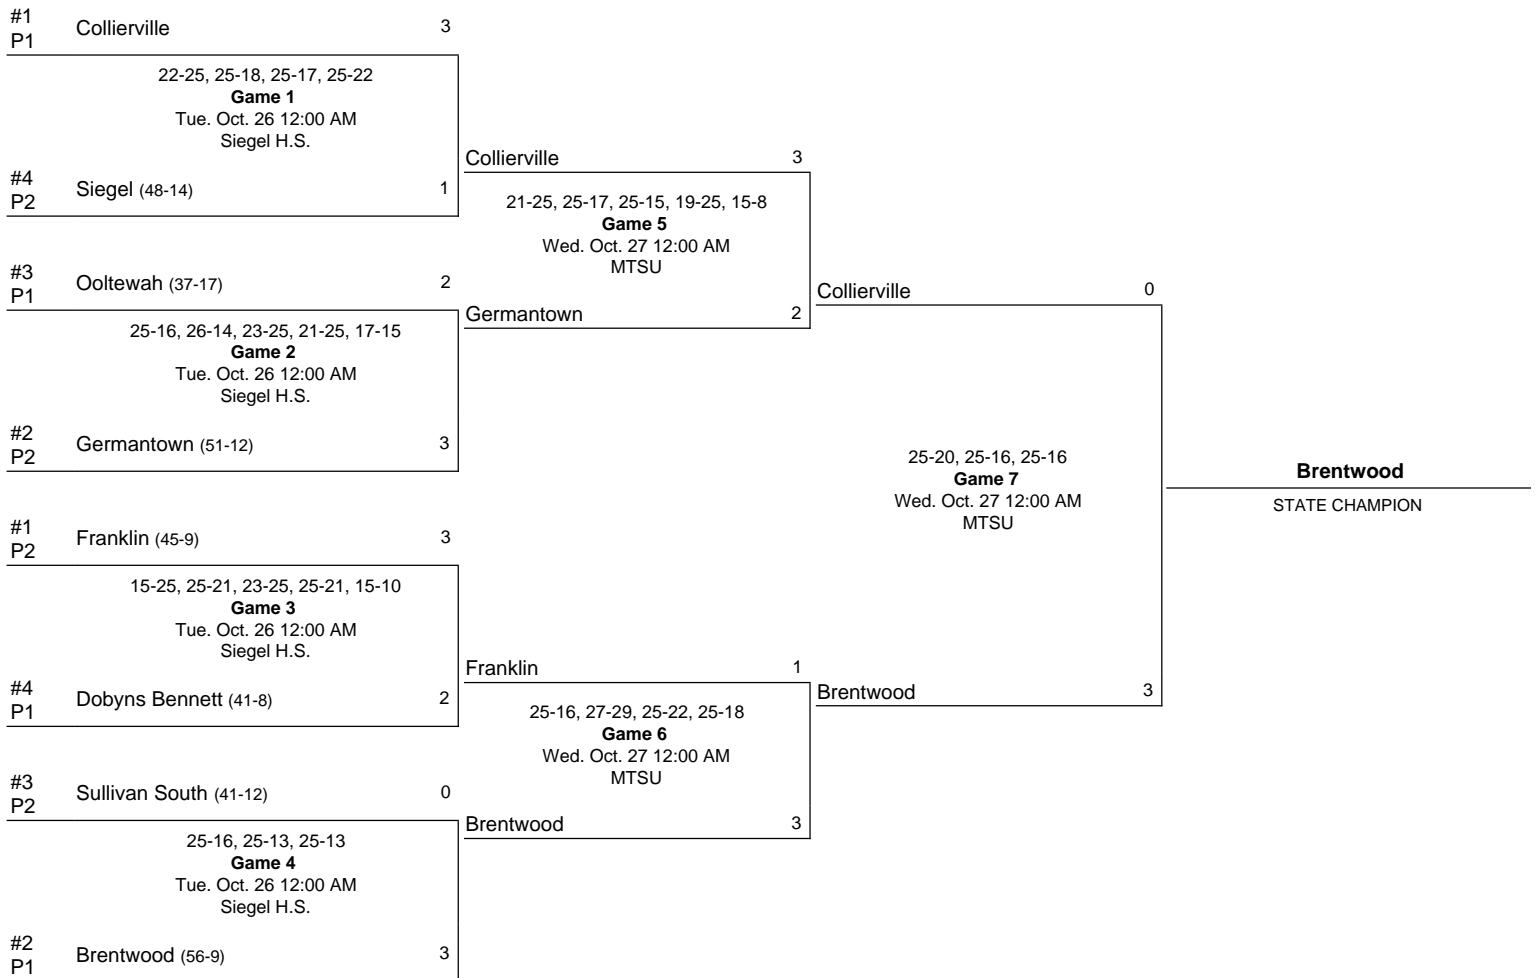 #1
P1
Collierville 3
22-25, 25-18, 25-17, 25-22
Game 1
Tue. Oct. 26 12:00 AM
Siegel H.S.
#4
P2
Siegel (48-14) 1
#3
P1
Ooltewah (37-17) 2
25-16, 26-14, 23-25, 21-25, 17-15
Game 2
Tue. Oct. 26 12:00 AM
Siegel H.S.
#2
P2
Germantown (51-12) 3
#1
P2
Franklin (45-9) 3
15-25, 25-21, 23-25, 25-21, 15-10
Game 3
Tue. Oct. 26 12:00 AM
Siegel H.S.
#4
P1
Dobyns Bennett (41-8) 2
#3
P2
Sullivan South (41-12) 0
25-16, 25-13, 25-13
Game 4
Tue. Oct. 26 12:00 AM
Siegel H.S.
#2
P1
Brentwood (56-9) 3
Collierville 3
21-25, 25-17, 25-15, 19-25, 15-8
Game 5
Wed. Oct. 27 12:00 AM
MTSU
Germantown 2
Franklin 1
25-16, 27-29, 25-22, 25-18
Game 6
Wed. Oct. 27 12:00 AM
MTSU
Brentwood 3
Collierville 0
25-20, 25-16, 25-16
Game 7
Wed. Oct. 27 12:00 AM
MTSU
Brentwood 3
Brentwood
STATE CHAMPION